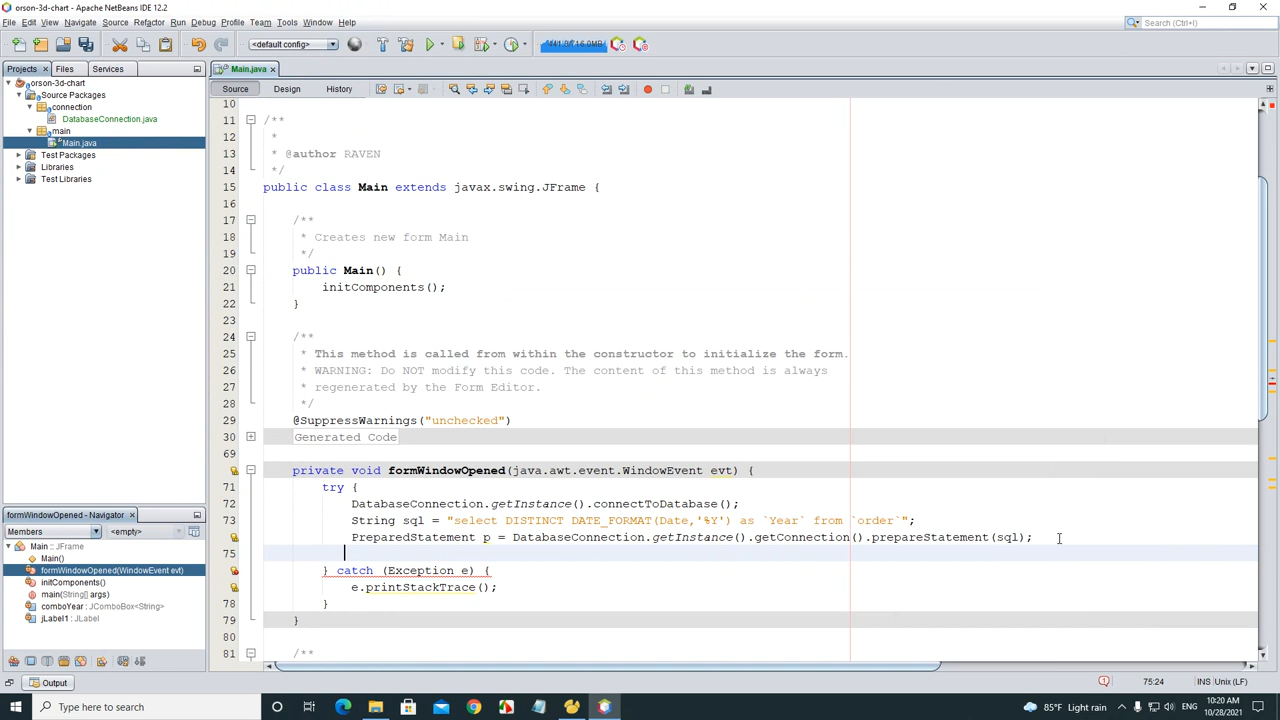 orson-3d-chart - Apache NetBeans IDE 12.2
File Edit View Navigate Source Refactor Run Debug Profile Team Tools Window Help
Search (Ctrl+I)
<default config>
Projects Files Services
Main.java
orson-3d-chart
Source Packages
connection
DatabaseConnection.java
main
Main.java
Test Packages
Libraries
Test Libraries
Source Design History
10
11 /**
12 *
13 * @author RAVEN
14 */
15 public class Main extends javax.swing.JFrame {
16
17 /**
18 * Creates new form Main
19 */
20 public Main() {
21 initComponents();
22 }
23
24 /**
25 * This method is called from within the constructor to initialize the form.
26 * WARNING: Do NOT modify this code. The content of this method is always
27 * regenerated by the Form Editor.
28 */
29 @SuppressWarnings("unchecked")
30 Generated Code
69
private void formWindowOpened(java.awt.event.WindowEvent evt) {
71 try {
72 DatabaseConnection.getInstance().connectToDatabase();
73 String sql = "select DISTINCT DATE_FORMAT(Date,'%Y') as `Year` from `order`";
PreparedStatement p = DatabaseConnection.getInstance().getConnection().prepareStatement(sql);
75
} catch (Exception e) {
e.printStackTrace();
78 }
79 }
80
81 /**
formWindowOpened - Navigator
Members <empty>
Main :: JFrame
Main()
formWindowOpened(WindowEvent evt)
initComponents()
main(String[] args)
comboYear : JComboBox<String>
jLabel1 : JLabel
Output
1 75:24 INS Unix (LF)
Type here to search
85°F Light rain
ENG
10:20 AM
10/28/2021